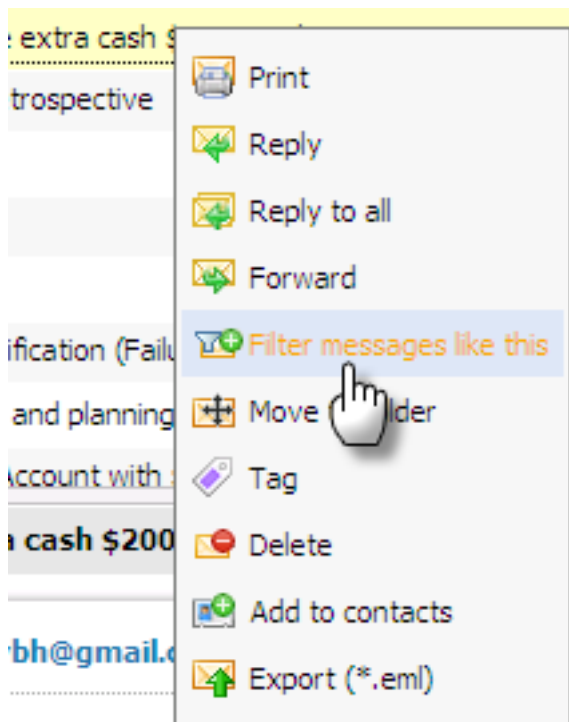 extra cash $
trospective
ification (Failu
and planning
Account with
cash $200
rbh@gmail.c
Print
Reply
Reply to all
Forward
Filter messages like this
Move lder
Tag
Delete
Add to contacts
Export (*.eml)